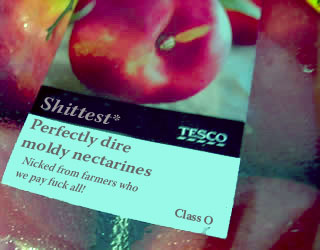 Shittest*
TESCO
Perfectly dire
moldy nectarines
Nicked from farmers who
we pay fuck all!
Class O